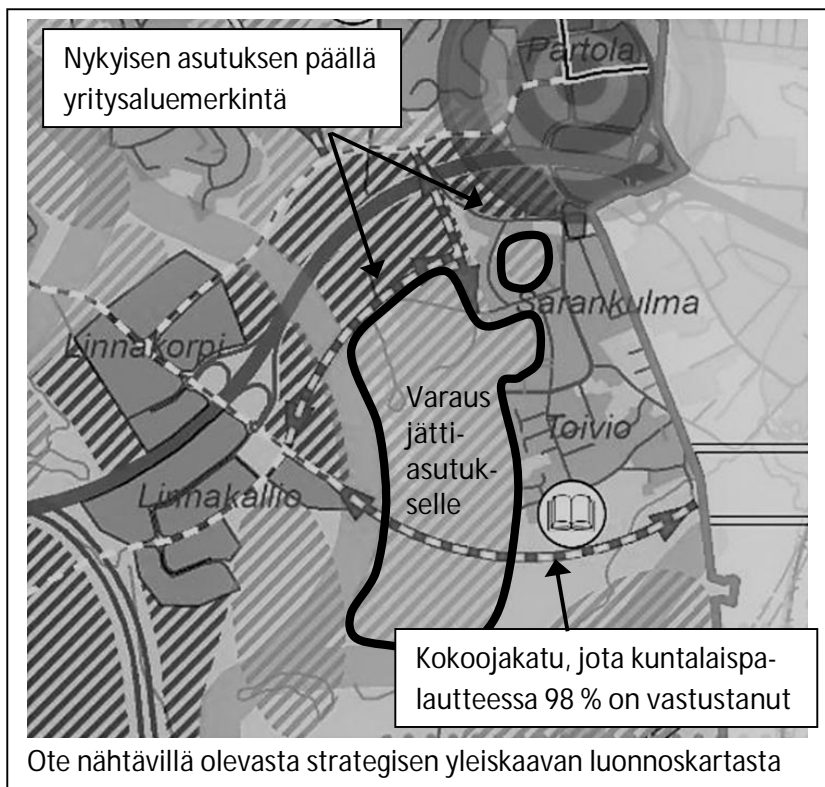 Nykyisen asutuksen päällä
yritysaluemerkintä
Partola
Sarankulma
Linnakorpi
Varaus
jätti-
asutuk-
selle
Toivio
Linnakallio
Kokoojakatu, jota kuntalaispa-
lautteessa 98 % on vastustanut
Ote nähtävillä olevasta strategisen yleiskaavan luonnoskartasta